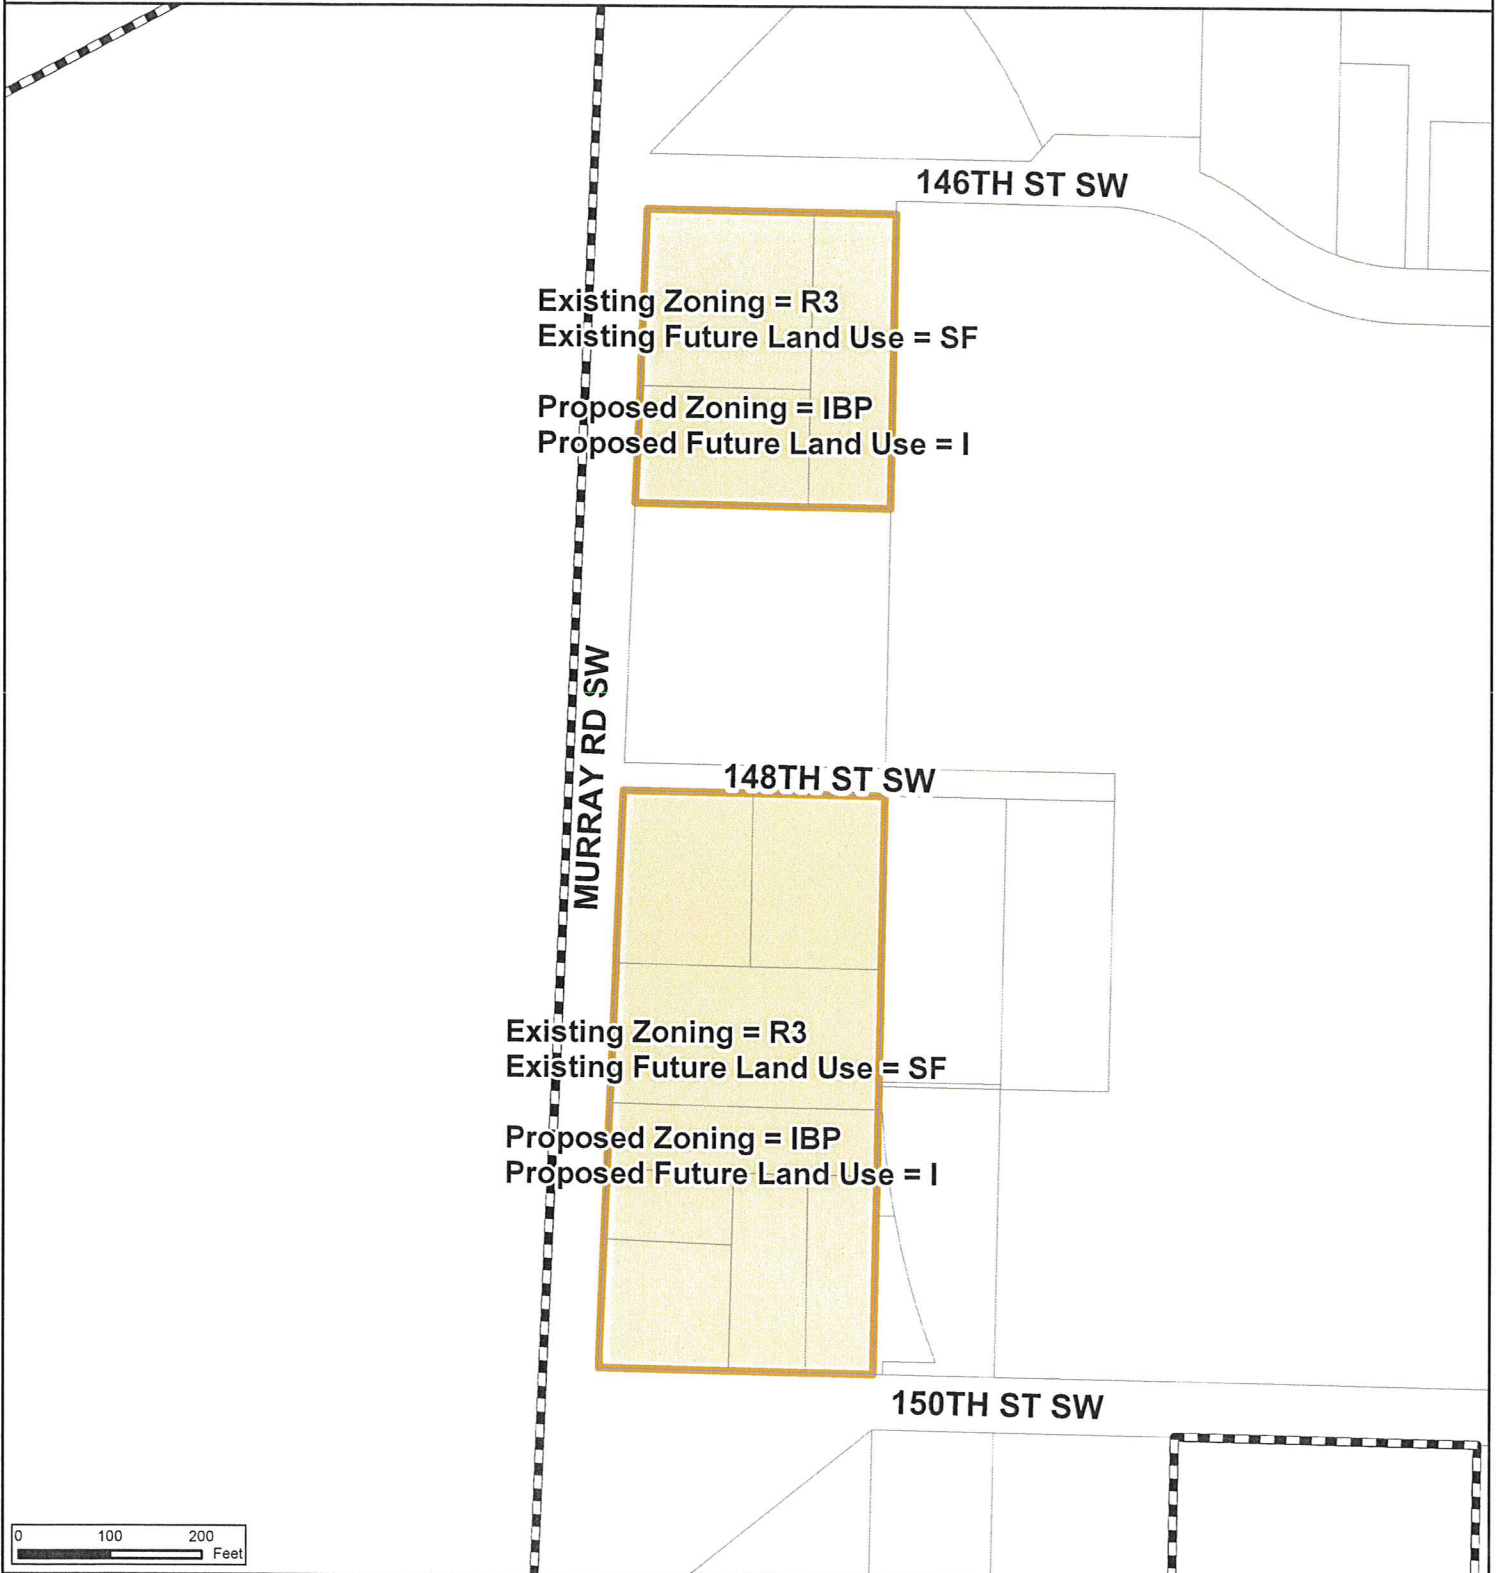 146TH ST SW
Existing Zoning = R3
Existing Future Land Use = SF
Proposed Zoning = IBP
Proposed Future Land Use = I
MURRAY RD SW
148TH ST SW
Existing Zoning = R3
Existing Future Land Use = SF
Proposed Zoning = IBP
Proposed Future Land Use = I
150TH ST SW
0 100 200
Feet